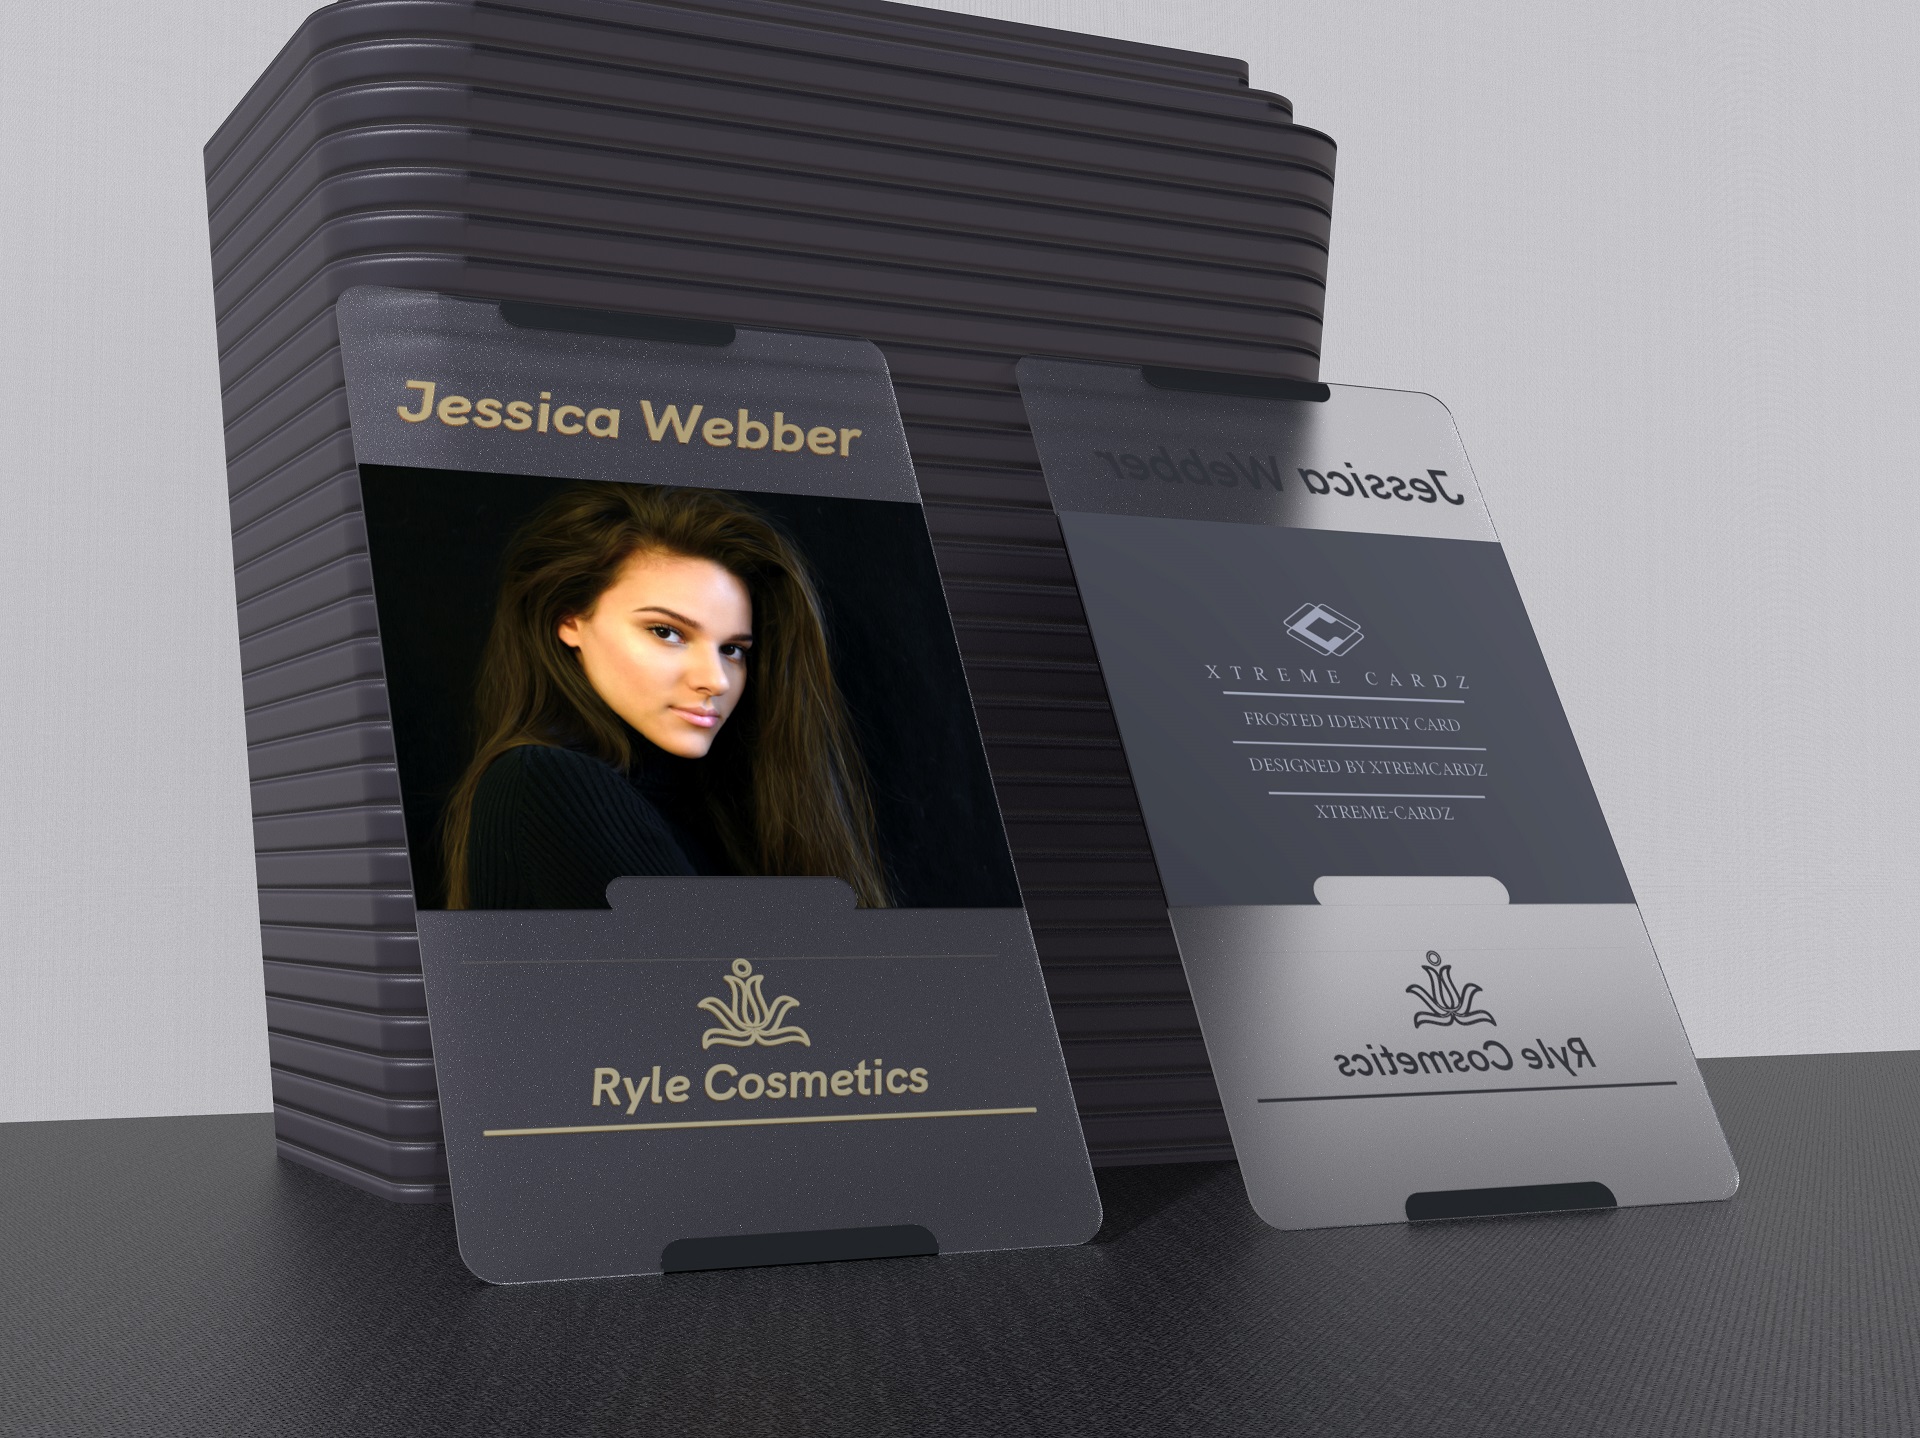 Jessica Webber
Ryle Cosmetics
Jessica Webber
XTREME CARDZ
FROSTED IDENTITY CARD
DESIGNED BY XTREMCARDZ
XTREME-CARDZ
Ryle Cosmetics